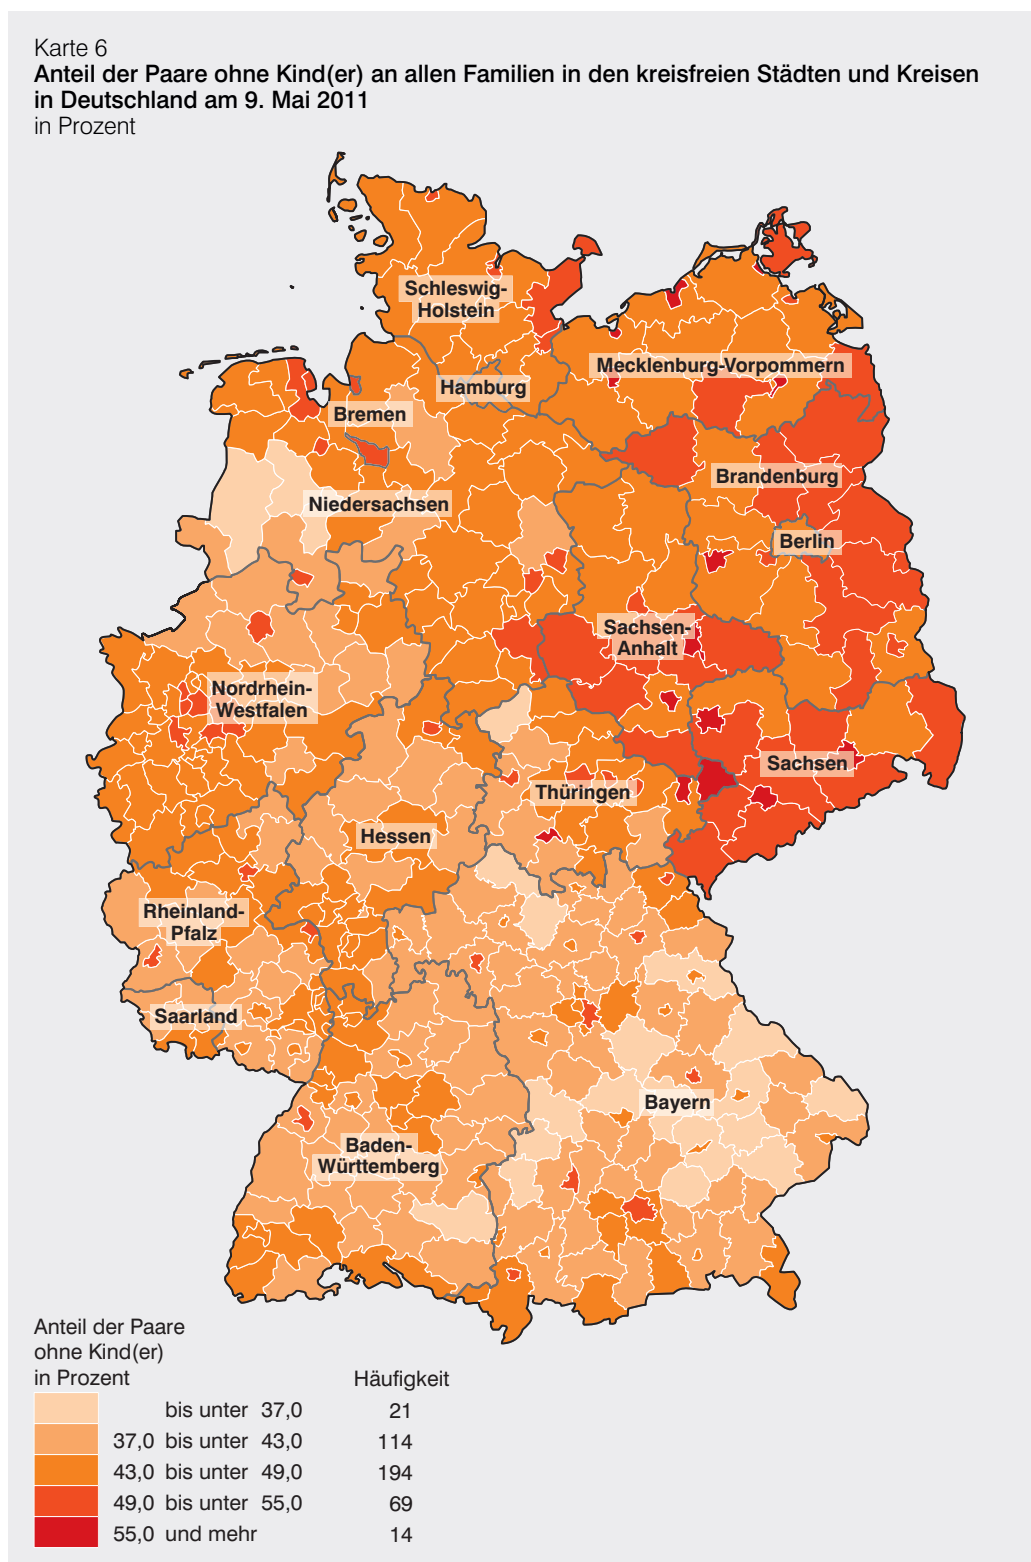 Karte 6
Anteil der Paare ohne Kind(er) an allen Familien in den kreisfreien Städten und Kreisen
in Deutschland am 9. Mai 2011
in Prozent
Schleswig-
Holstein
Mecklenburg-Vorpommern
Hamburg
Bremen
Brandenburg
Niedersachsen
Berlin
Sachsen-
Anhalt
Nordrhein-
Westfalen
Sachsen
Thüringen
Hessen
Rheinland-
Pfalz
Saarland
Bayern
Baden-
Württemberg
Anteil der Paare
ohne Kind(er)
in Prozent Häufigkeit
bis unter 37,0 21
37,0 bis unter 43,0 114
43,0 bis unter 49,0 194
49,0 bis unter 55,0 69
55,0 und mehr 14